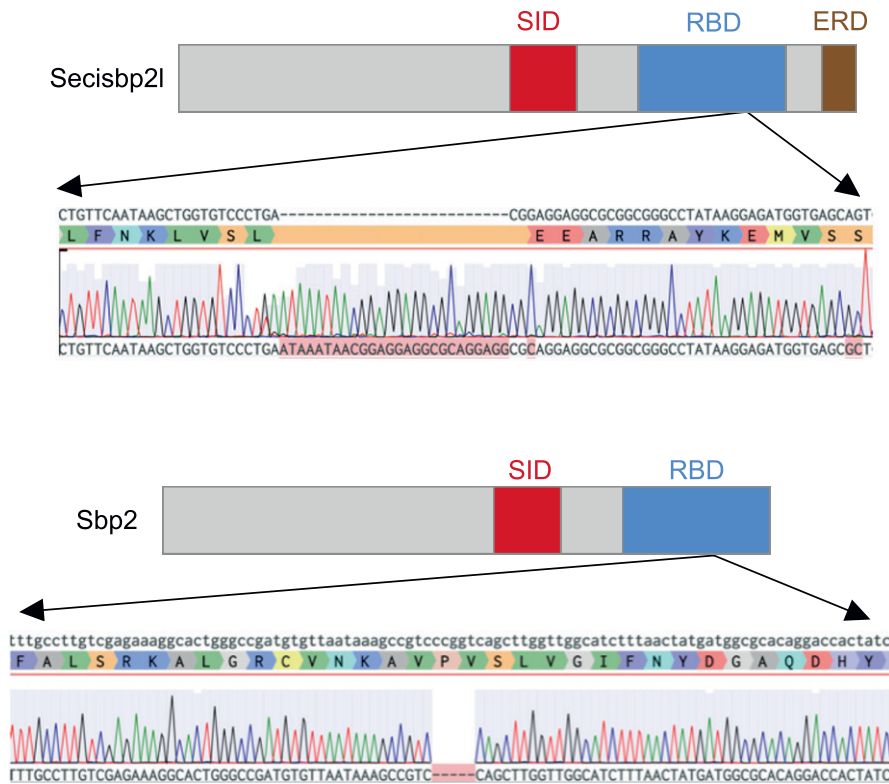 SID RBD ERD
Secisbp2l
CTGTTCAATAAGCTGGTGTCCCTGA--------------------------CGGAGGAGGCGCGGCGGGCCTATAAGGAGATGGTGAGCAGT
L F N K L V S L E E A R R A Y K E M V S S
CTGTTCAATAAGCTGGTGTCCCTGAATAAATAACGGAGGAGGCGCAGGAGGCGCAGGAGGCGCGGCGGGCCTATAAGGAGATGGTGAGCGCT
SID RBD
Sbp2
tttgccttgtcgagaaaggcactgggccgatgtgttaataaagccgtcccggtcagcttggttggcatctttaactatgatggcgcacaggaccactatc
F A L S R K A L G R C V N K A V P V S L V G I F N Y D G A Q D H Y
TTTGCCTTGTCGAGAAAGGCACTGGGCCGATGTGTTAATAAAGCCGTC-----CAGCTTGGTTGGCATCTTTAACTATGATGGCGCACAGGACCACTATC